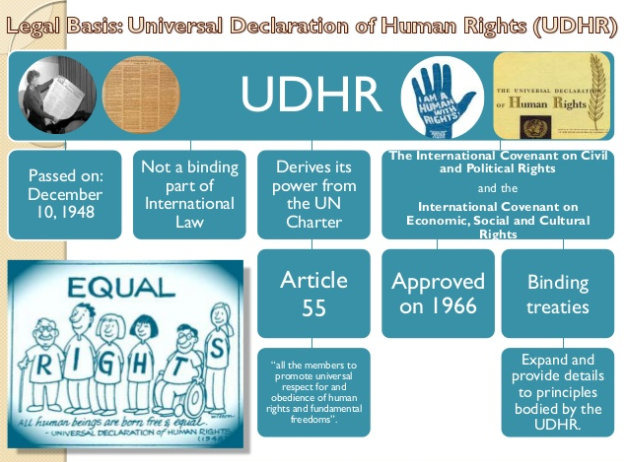 Legal Basis: Universal Declaration of Human Rights (UDHR)
UDHR
I AM A
HUMAN
WITH
RIGHTS
THE UNIVERSAL DECLARATION
OF Human Rights
Passed on:
December
10, 1948
Not a binding
part of
International
Law
Derives its
power from
the UN
Charter
The International Covenant on Civil
and Political Rights
and the
International Covenant on
Economic, Social and Cultural
Rights
Article
55
Approved
on 1966
Binding
treaties
"all the members to
promote universal
respect for and
obedience of human
rights and fundamental
freedoms".
Expand and
provide details
to principles
bodied by the
UDHR.
EQUAL
RIGHTS
All human beings are born free & equal.
- UNIVERSAL DECLARATION OF HUMAN RIGHTS
(1948)